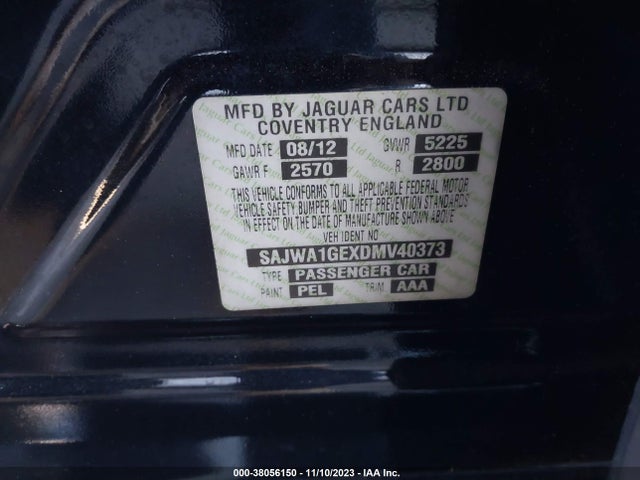 MFD BY JAGUAR CARS LTD
COVENTRY ENGLAND
MFD DATE 08/12 GVWR 5225
GAWR F 2570 R 2800
THIS VEHICLE CONFORMS TO ALL APPLICABLE FEDERAL MOTOR
VEHICLE SAFETY BUMPER AND THEFT PREVENTION STANDARDS
IN EFFECT ON THE DATE OF MANUFACTURE SHOWN ABOVE
VEH IDENT NO
SAJWA1GEXDMV40373
TYPE PASSENGER CAR
PAINT PEL TRIM AAA
000-38056150 - 11/10/2023 - IAA Inc.